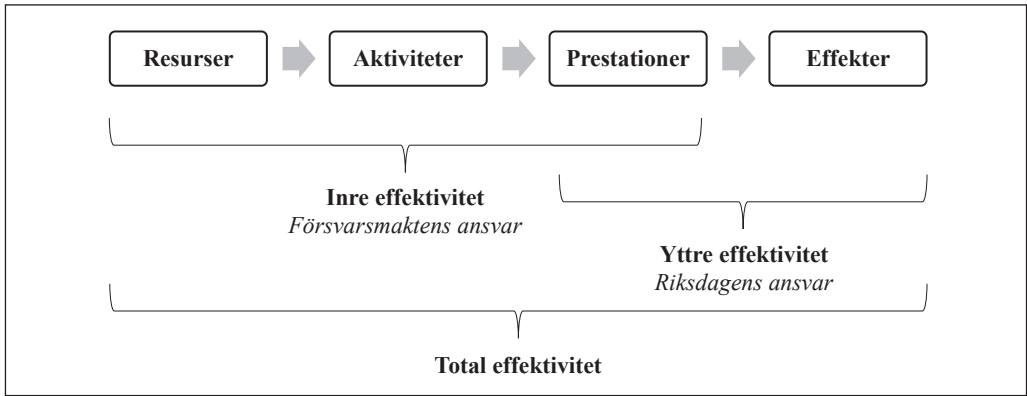 Resurser
Aktiviteter
Prestationer
Effekter
Inre effektivitet
Försvarsmaktens ansvar
Yttre effektivitet
Riksdagens ansvar
Total effektivitet